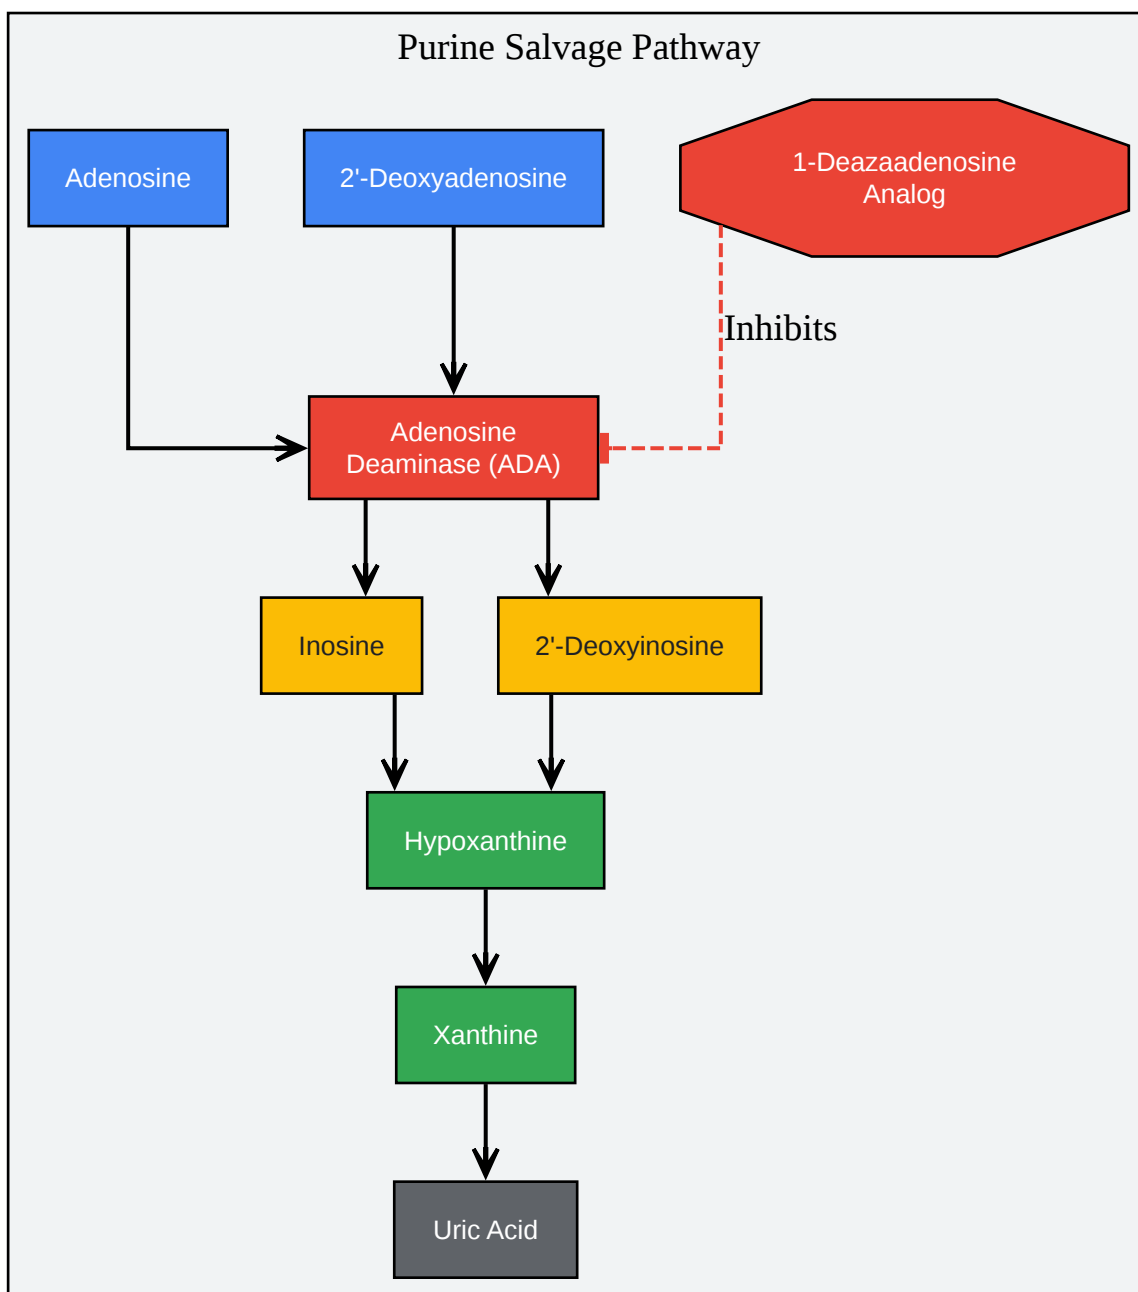 Purine Salvage Pathway
Adenosine
2'-Deoxyadenosine
1-Deazaadenosine
Analog
Inhibits
Adenosine
Deaminase (ADA)
Inosine
2'-Deoxyinosine
Hypoxanthine
Xanthine
Uric Acid